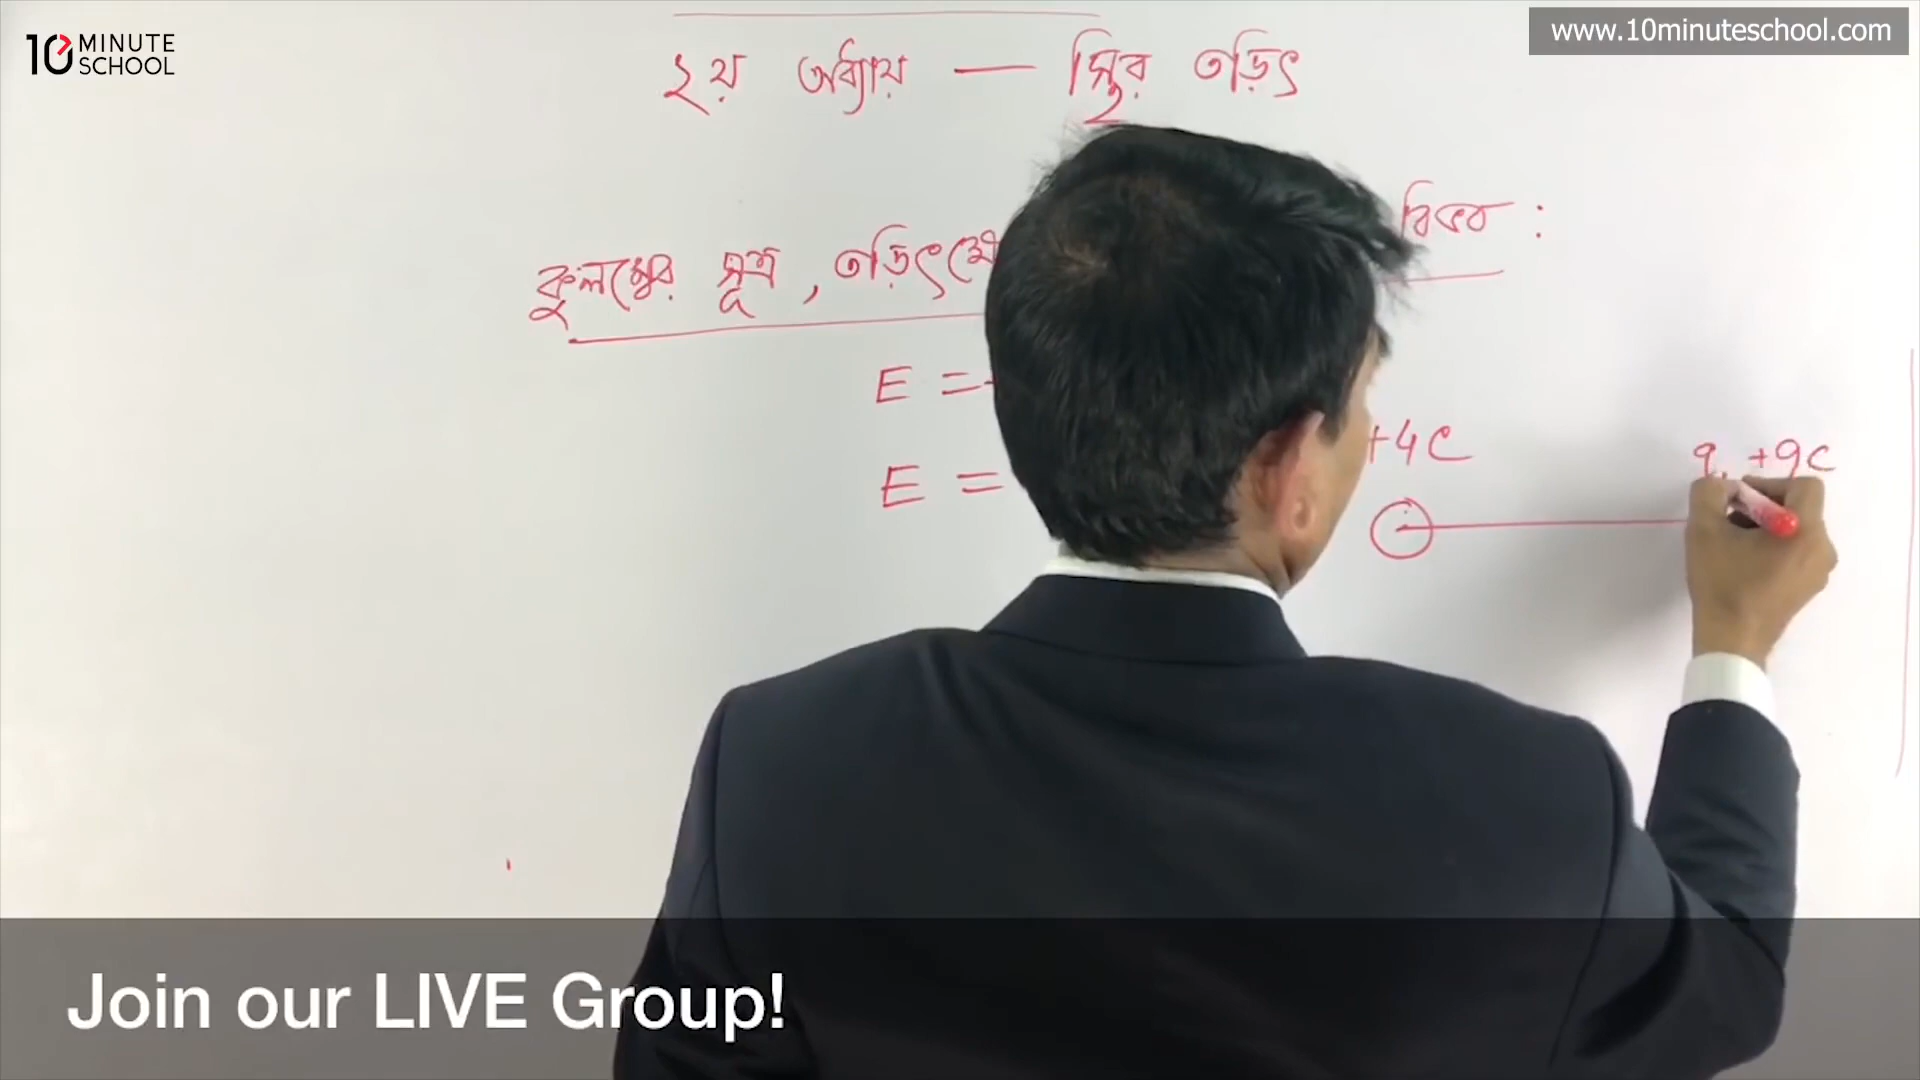 10 MINUTE SCHOOL
www.10minuteschool.com
২য় অধ্যায় — স্থির তড়িৎ
কুলম্বের সূত্র , তড়িৎক্ষে বিভব :
E =
+4C
q +9C
E =
Join our LIVE Group!